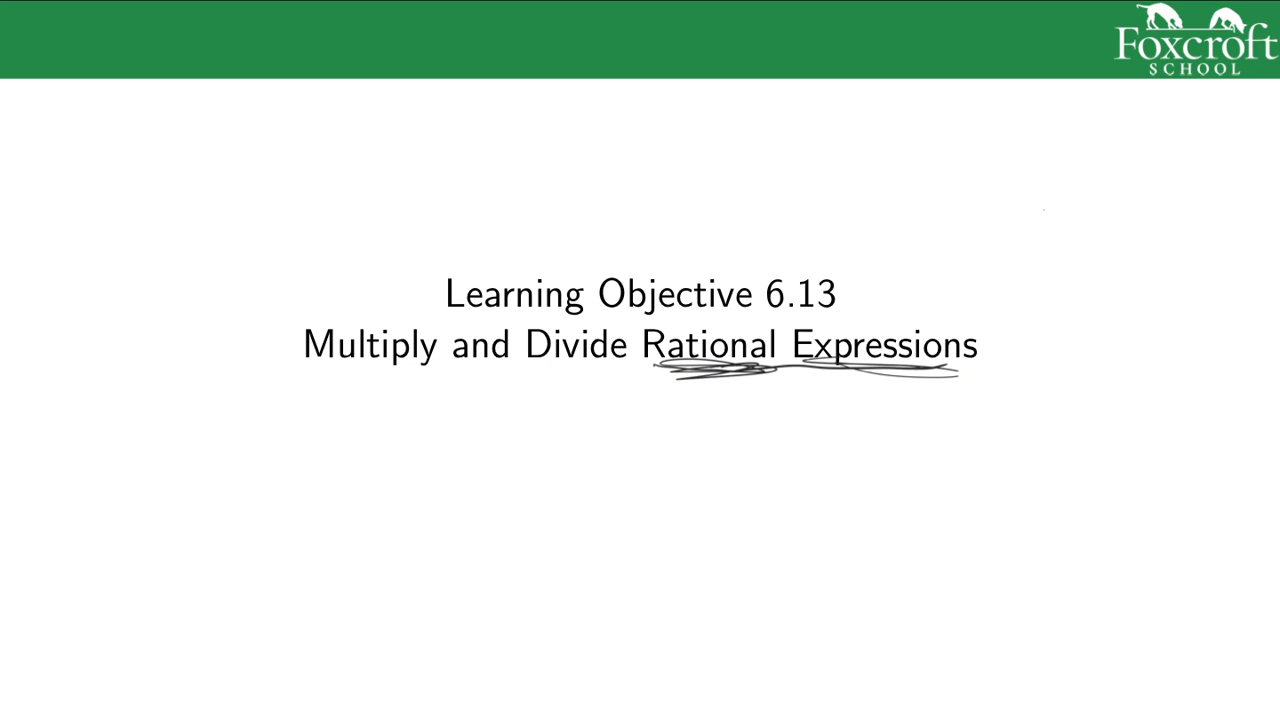 Foxcroft
SCHOOL
Learning Objective 6.13
Multiply and Divide Rational Expressions